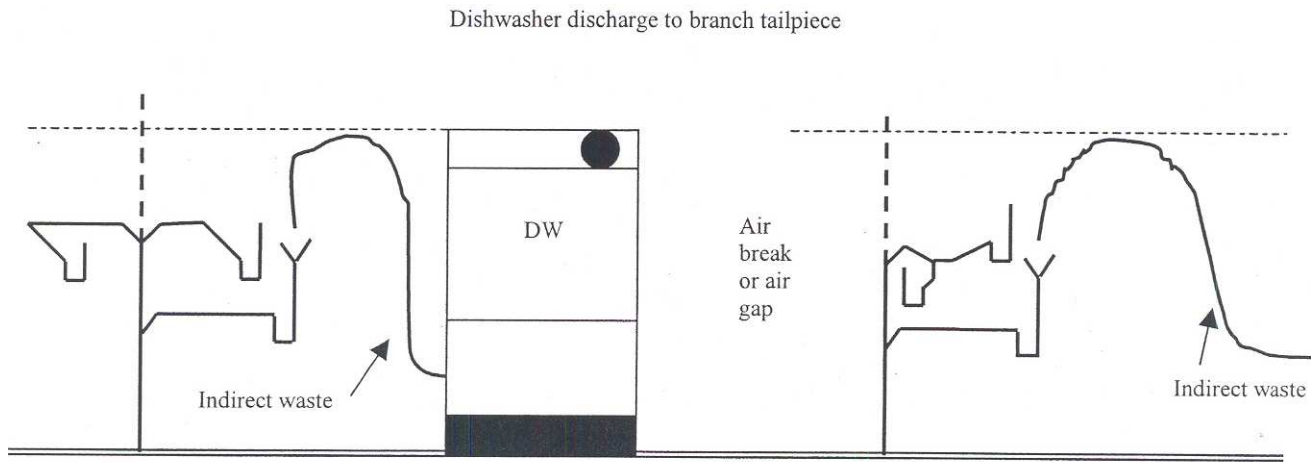 Dishwasher discharge to branch tailpiece
DW
Air
break
or air
gap
Indirect waste
Indirect waste